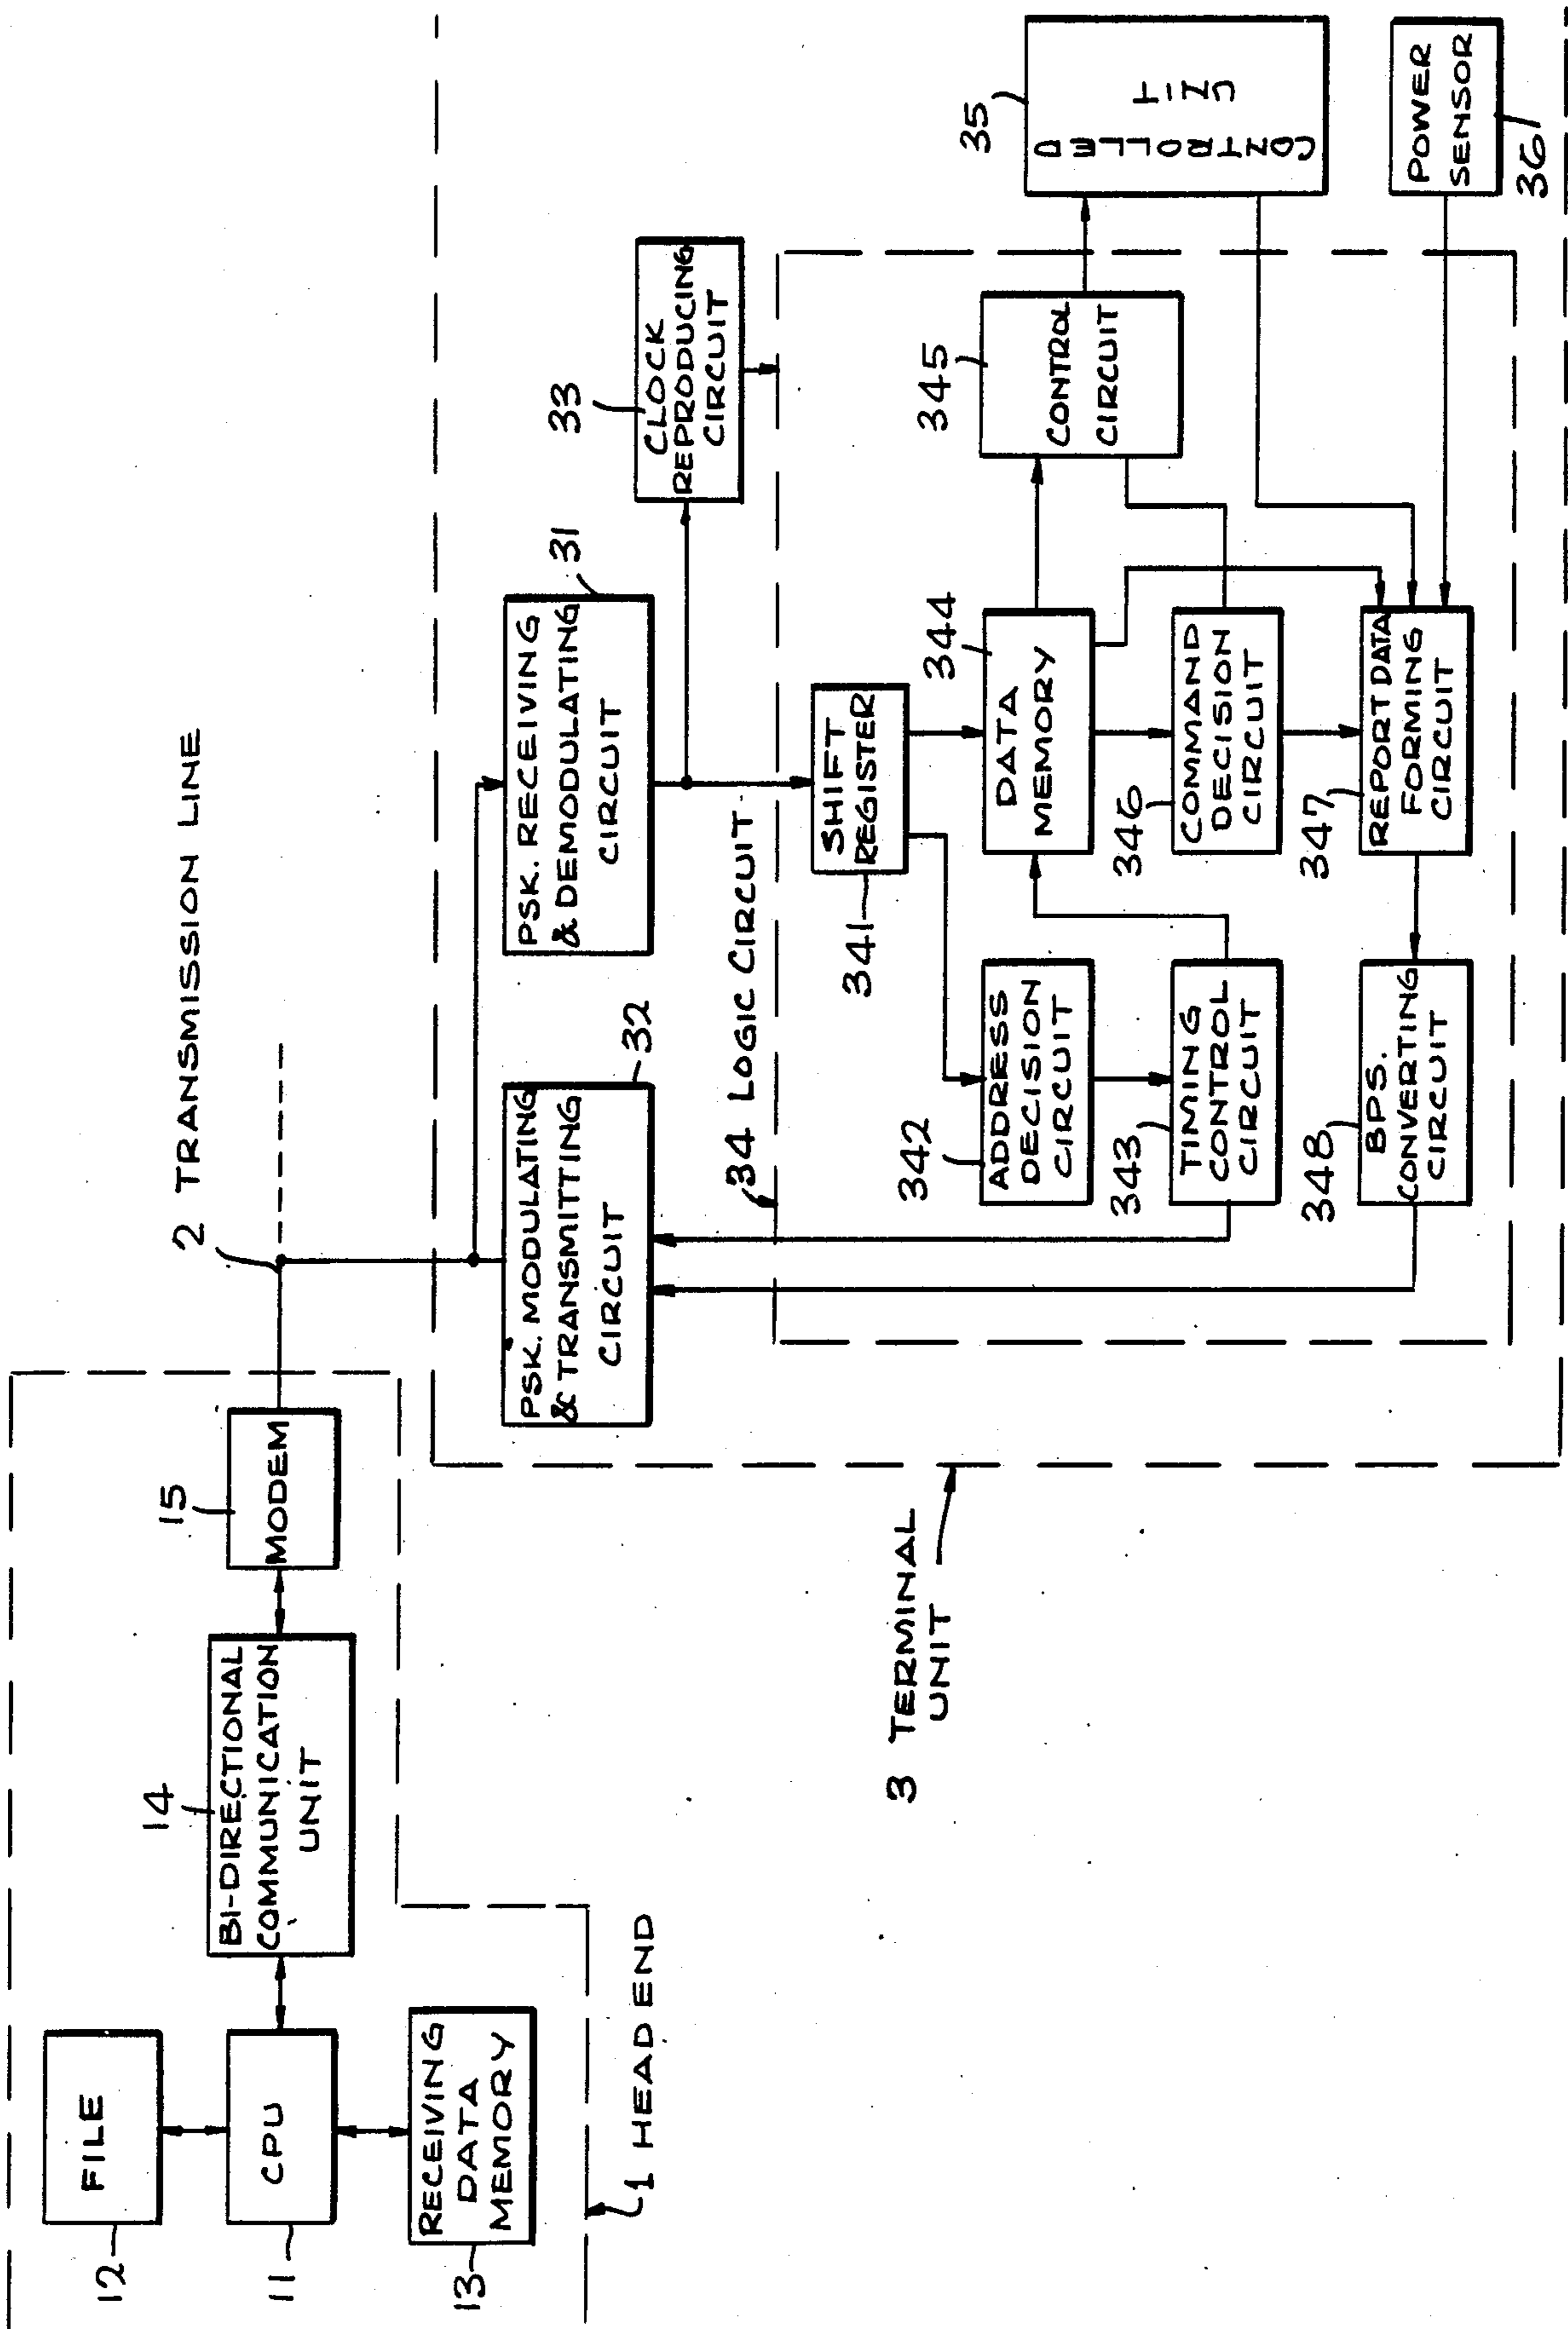 12
FILE
11
CPU
13
RECEIVING
DATA
MEMORY
1 HEAD END
14
BI-DIRECTIONAL
COMMUNICATION
UNIT
15
MODEM
2 TRANSMISSION LINE
3 TERMINAL
UNIT
32
PSK. MODULATING
& TRANSMITTING
CIRCUIT
31
PSK. RECEIVING
& DEMODULATING
CIRCUIT
33
CLOCK
REPRODUCING
CIRCUIT
34 LOGIC CIRCUIT
341
SHIFT
REGISTER
342
ADDRESS
DECISION
CIRCUIT
344
DATA
MEMORY
345
CONTROL
CIRCUIT
35
CONTROLLED
UNIT
343
TIMING
CONTROL
CIRCUIT
346
COMMAND
DECISION
CIRCUIT
348
BPS.
CONVERTING
CIRCUIT
347
REPORT DATA
FORMING
CIRCUIT
POWER
SENSOR
36